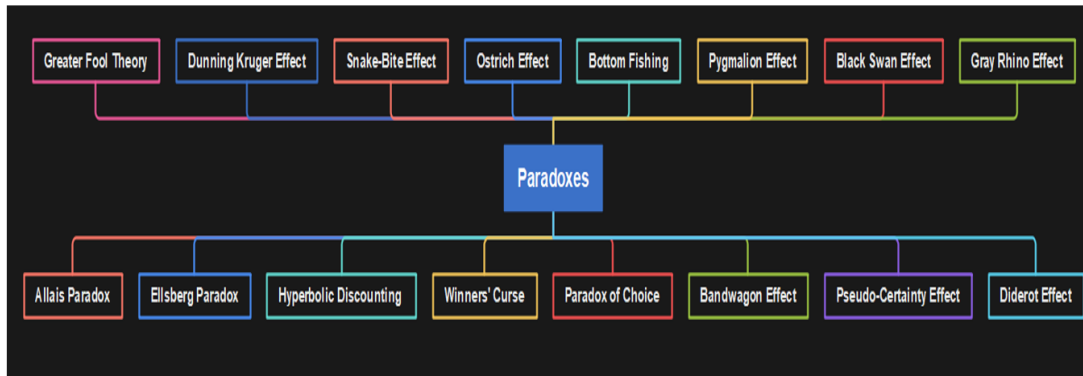 Greater Fool Theory
Dunning Kruger Effect
Snake-Bite Effect
Ostrich Effect
Bottom Fishing
Pygmalion Effect
Black Swan Effect
Gray Rhino Effect
Paradoxes
Allais Paradox
Ellsberg Paradox
Hyperbolic Discounting
Winners' Curse
Paradox of Choice
Bandwagon Effect
Pseudo-Certainty Effect
Diderot Effect